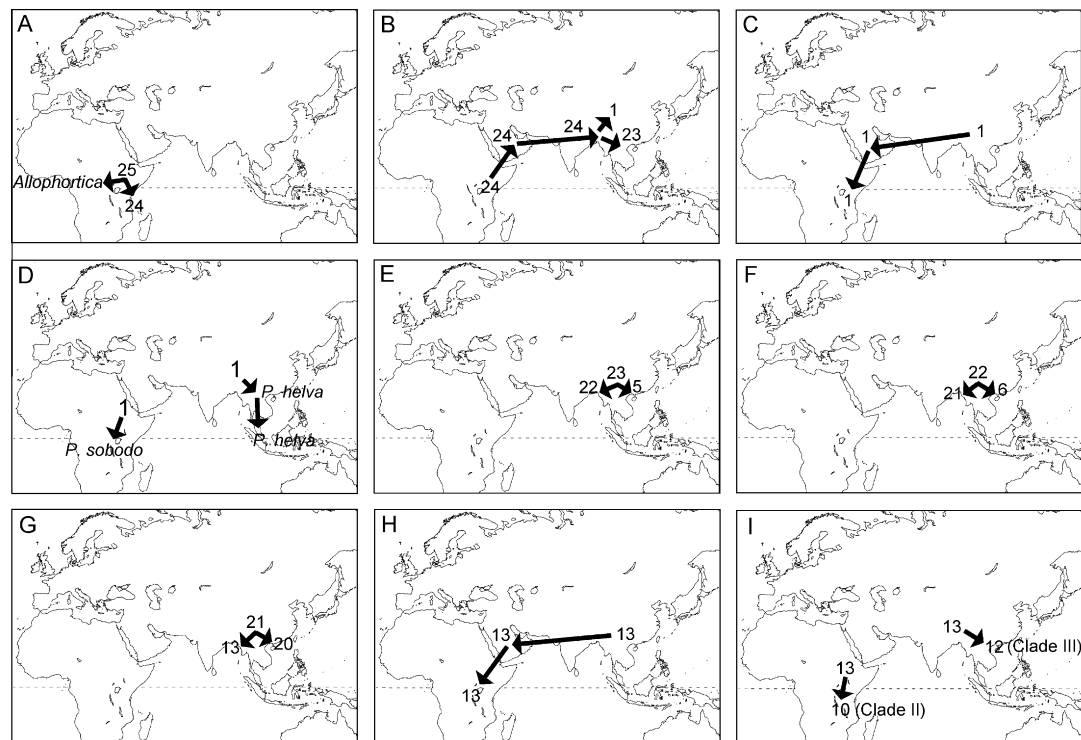 A
25
Allophortica
24
B
1
24
24
23
24
C
1
1
1
D
1
P. helva
1
P. sobodo
P. helva
E
23
22
5
F
22
21
6
G
21
13
20
H
13
13
13
I
13
12 (Clade III)
13
10 (Clade II)